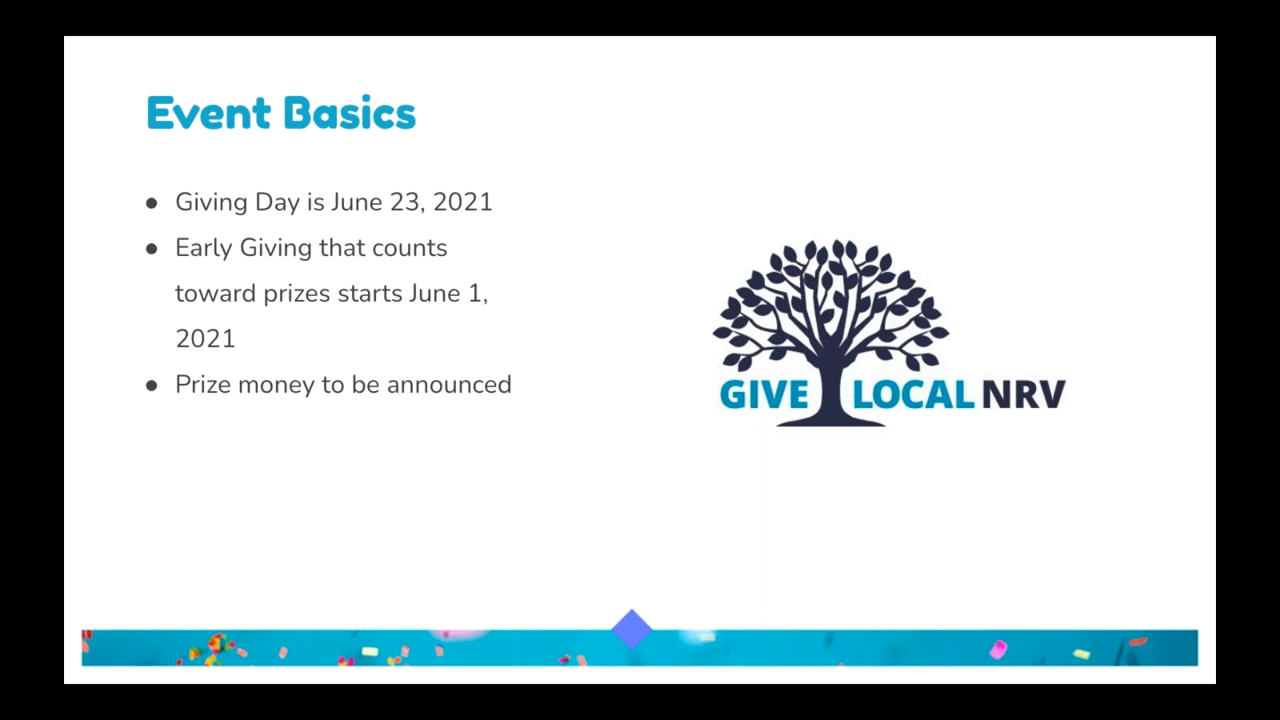 Event Basics
● Giving Day is June 23, 2021
● Early Giving that counts
toward prizes starts June 1,
2021
● Prize money to be announced
GIVE LOCAL NRV